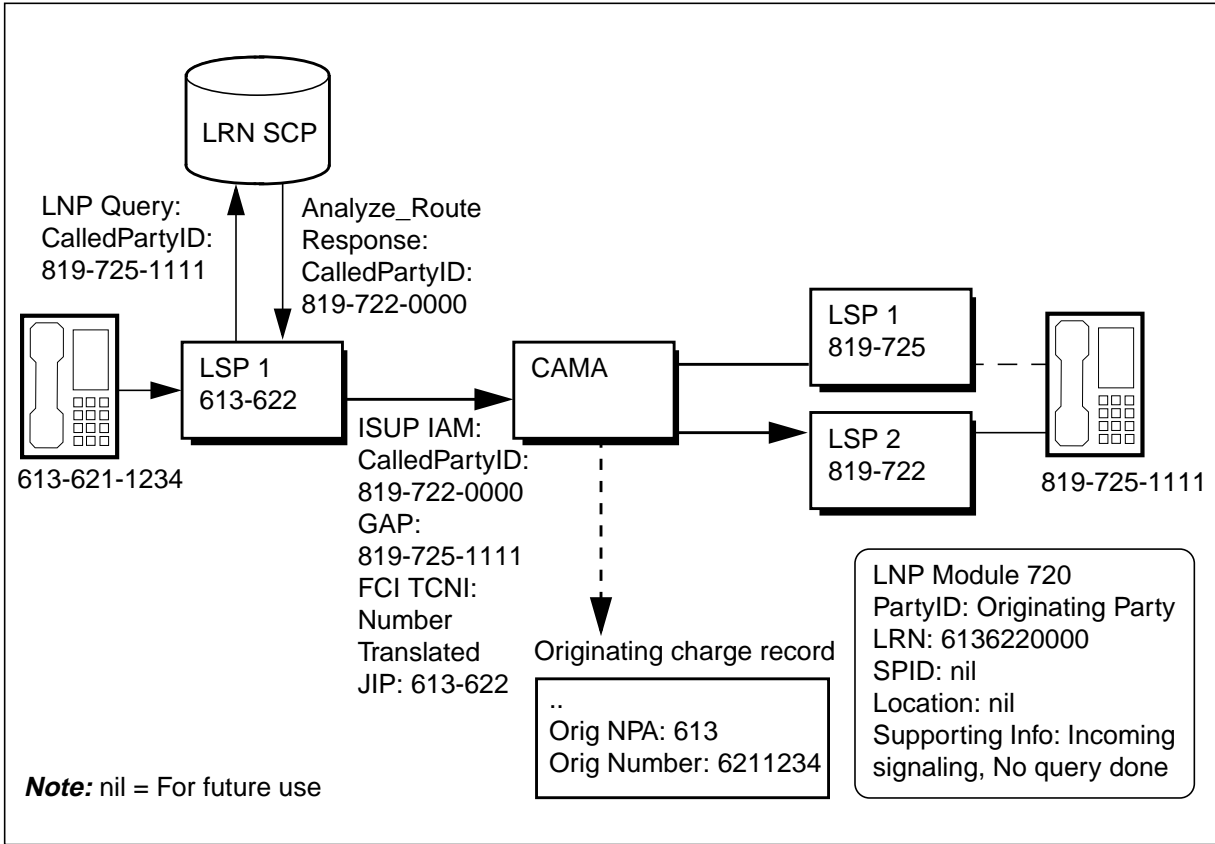 LRN SCP
LNP Query:
CalledPartyID:
819-725-1111
Analyze_Route
Response:
CalledPartyID:
819-722-0000
613-621-1234
LSP 1
613-622
ISUP IAM:
CalledPartyID:
819-722-0000
GAP:
819-725-1111
FCI TCNI:
Number
Translated
JIP: 613-622
CAMA
LSP 1
819-725
LSP 2
819-722
819-725-1111
Originating charge record
..
Orig NPA: 613
Orig Number: 6211234
LNP Module 720
PartyID: Originating Party
LRN: 6136220000
SPID: nil
Location: nil
Supporting Info: Incoming
signaling, No query done
Note: nil = For future use